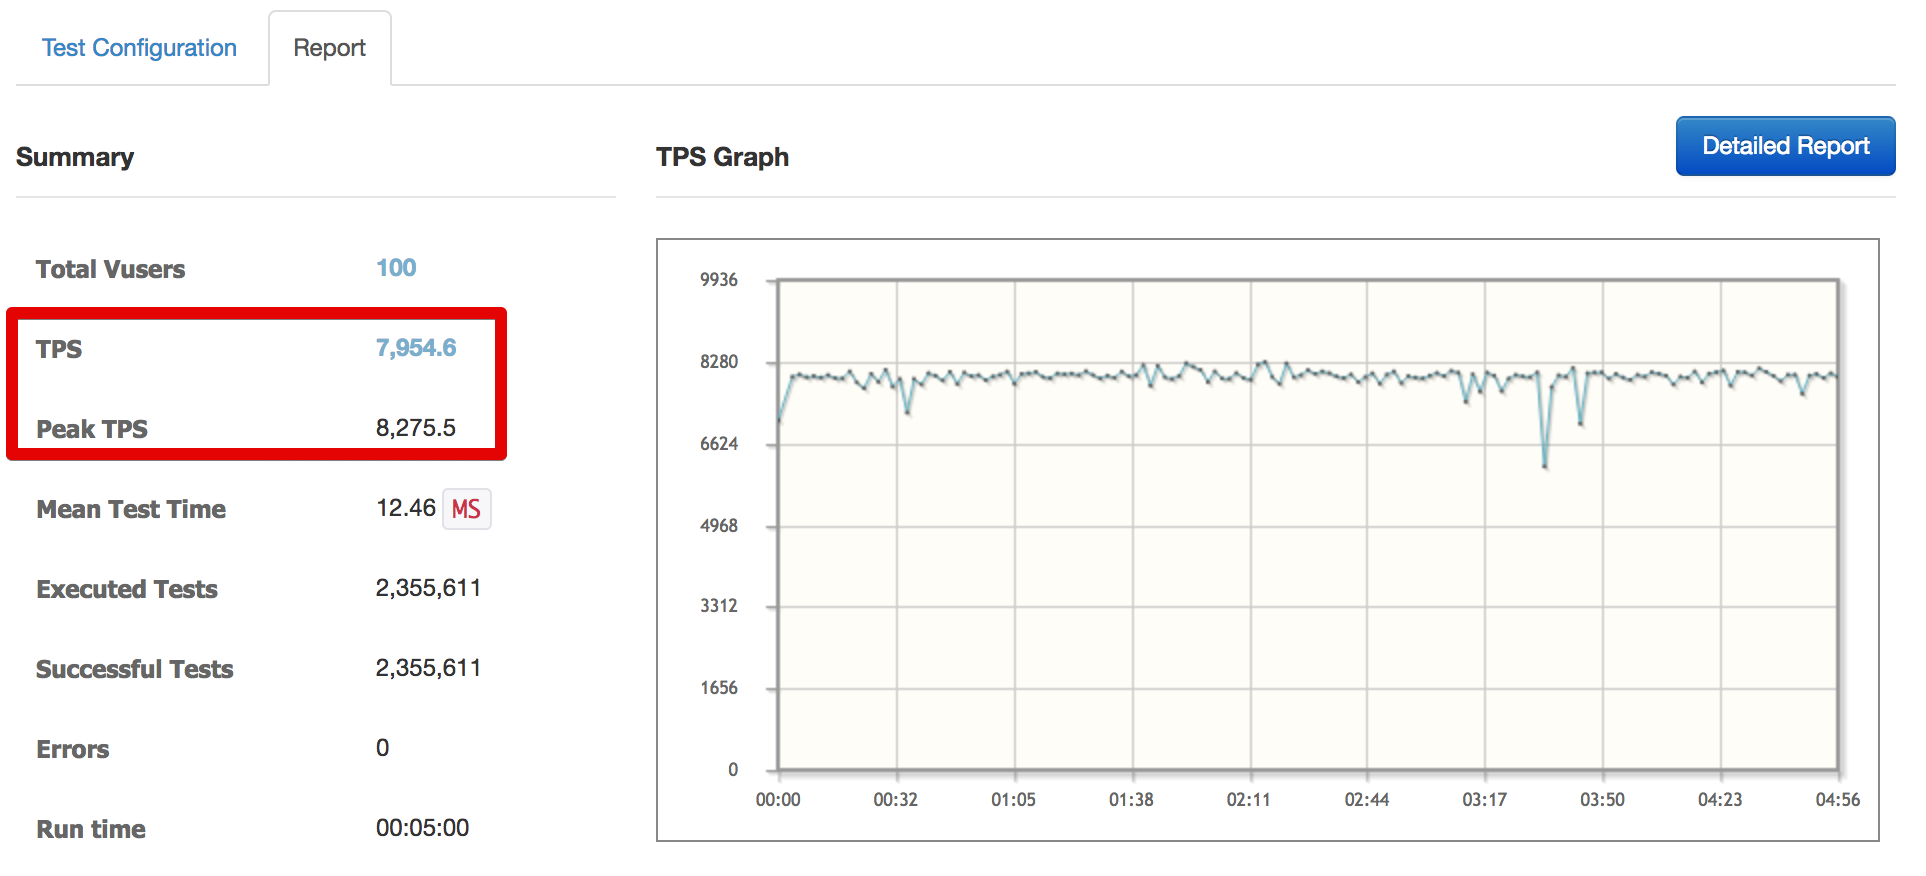 Test Configuration Report
Summary
TPS Graph
Detailed Report
Total Vusers 100
TPS 7,954.6
Peak TPS 8,275.5
Mean Test Time 12.46 MS
Executed Tests 2,355,611
Successful Tests 2,355,611
Errors 0
Run time 00:05:00
9936
8280
6624
4968
3312
1656
0
00:00 00:32 01:05 01:38 02:11 02:44 03:17 03:50 04:23 04:56